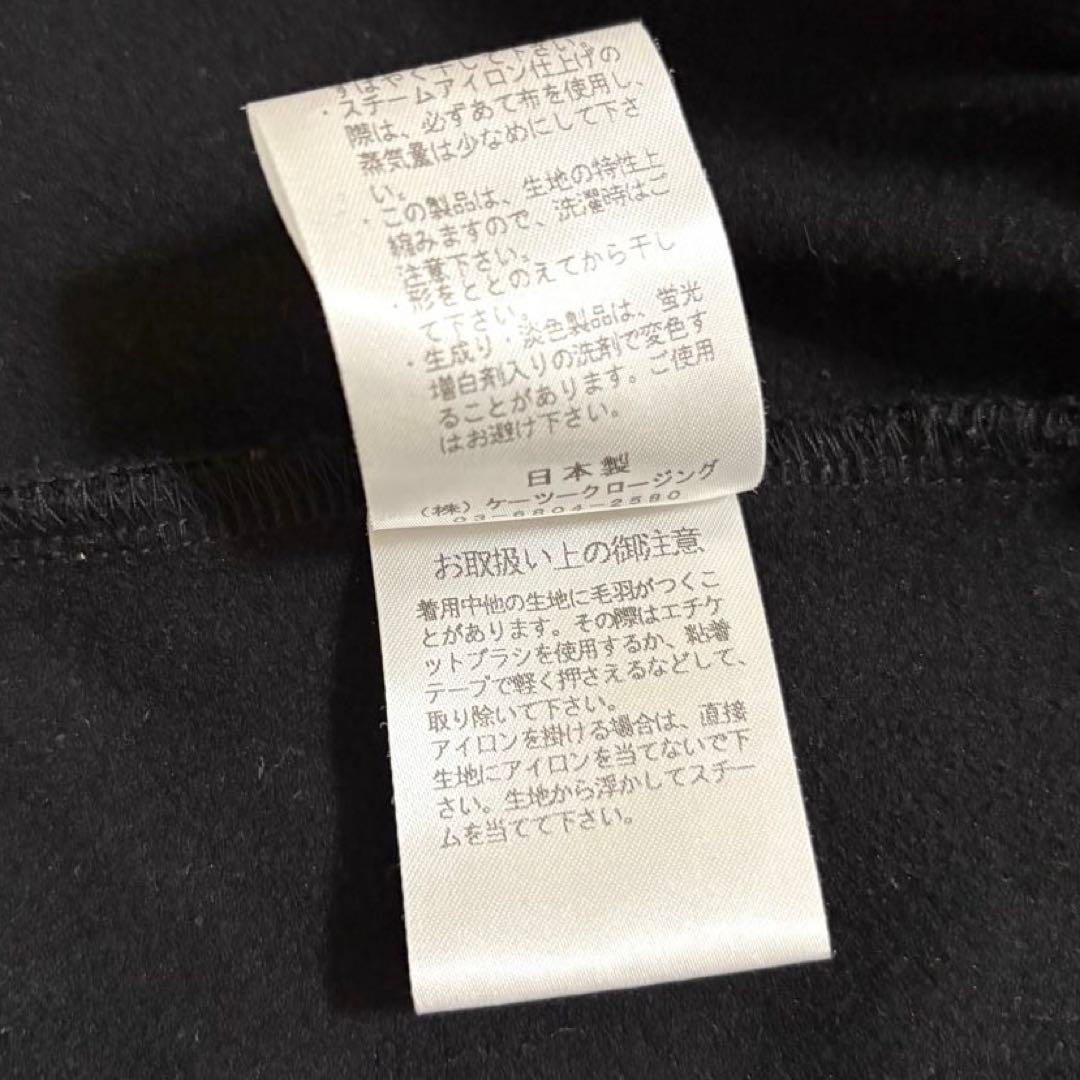 すばやく干して下さい。
・スチームアイロン仕上げの
際は、必ずあて布を使用し、
蒸気量は少なめにして下さ
い。
・この製品は、生地の特性上
縮みますので、洗濯時はご
注意下さい。
・形をととのえてから干し
て下さい。
・生成り・淡色製品は、蛍光
増白剤入りの洗剤で変色す
ることがあります。ご使用
はお避け下さい。
日本製
（株）ケーツークロージング
03-5804-2580
お取扱い上の御注意
着用中他の生地に毛羽がつくこ
とがあります。その際はエチケ
ットブラシを使用するか、粘着
テープで軽く押さえるなどして、
取り除いて下さい。
アイロンを掛ける場合は、直接
生地にアイロンを当てないで下
さい。生地から浮かしてスチー
ムを当てて下さい。